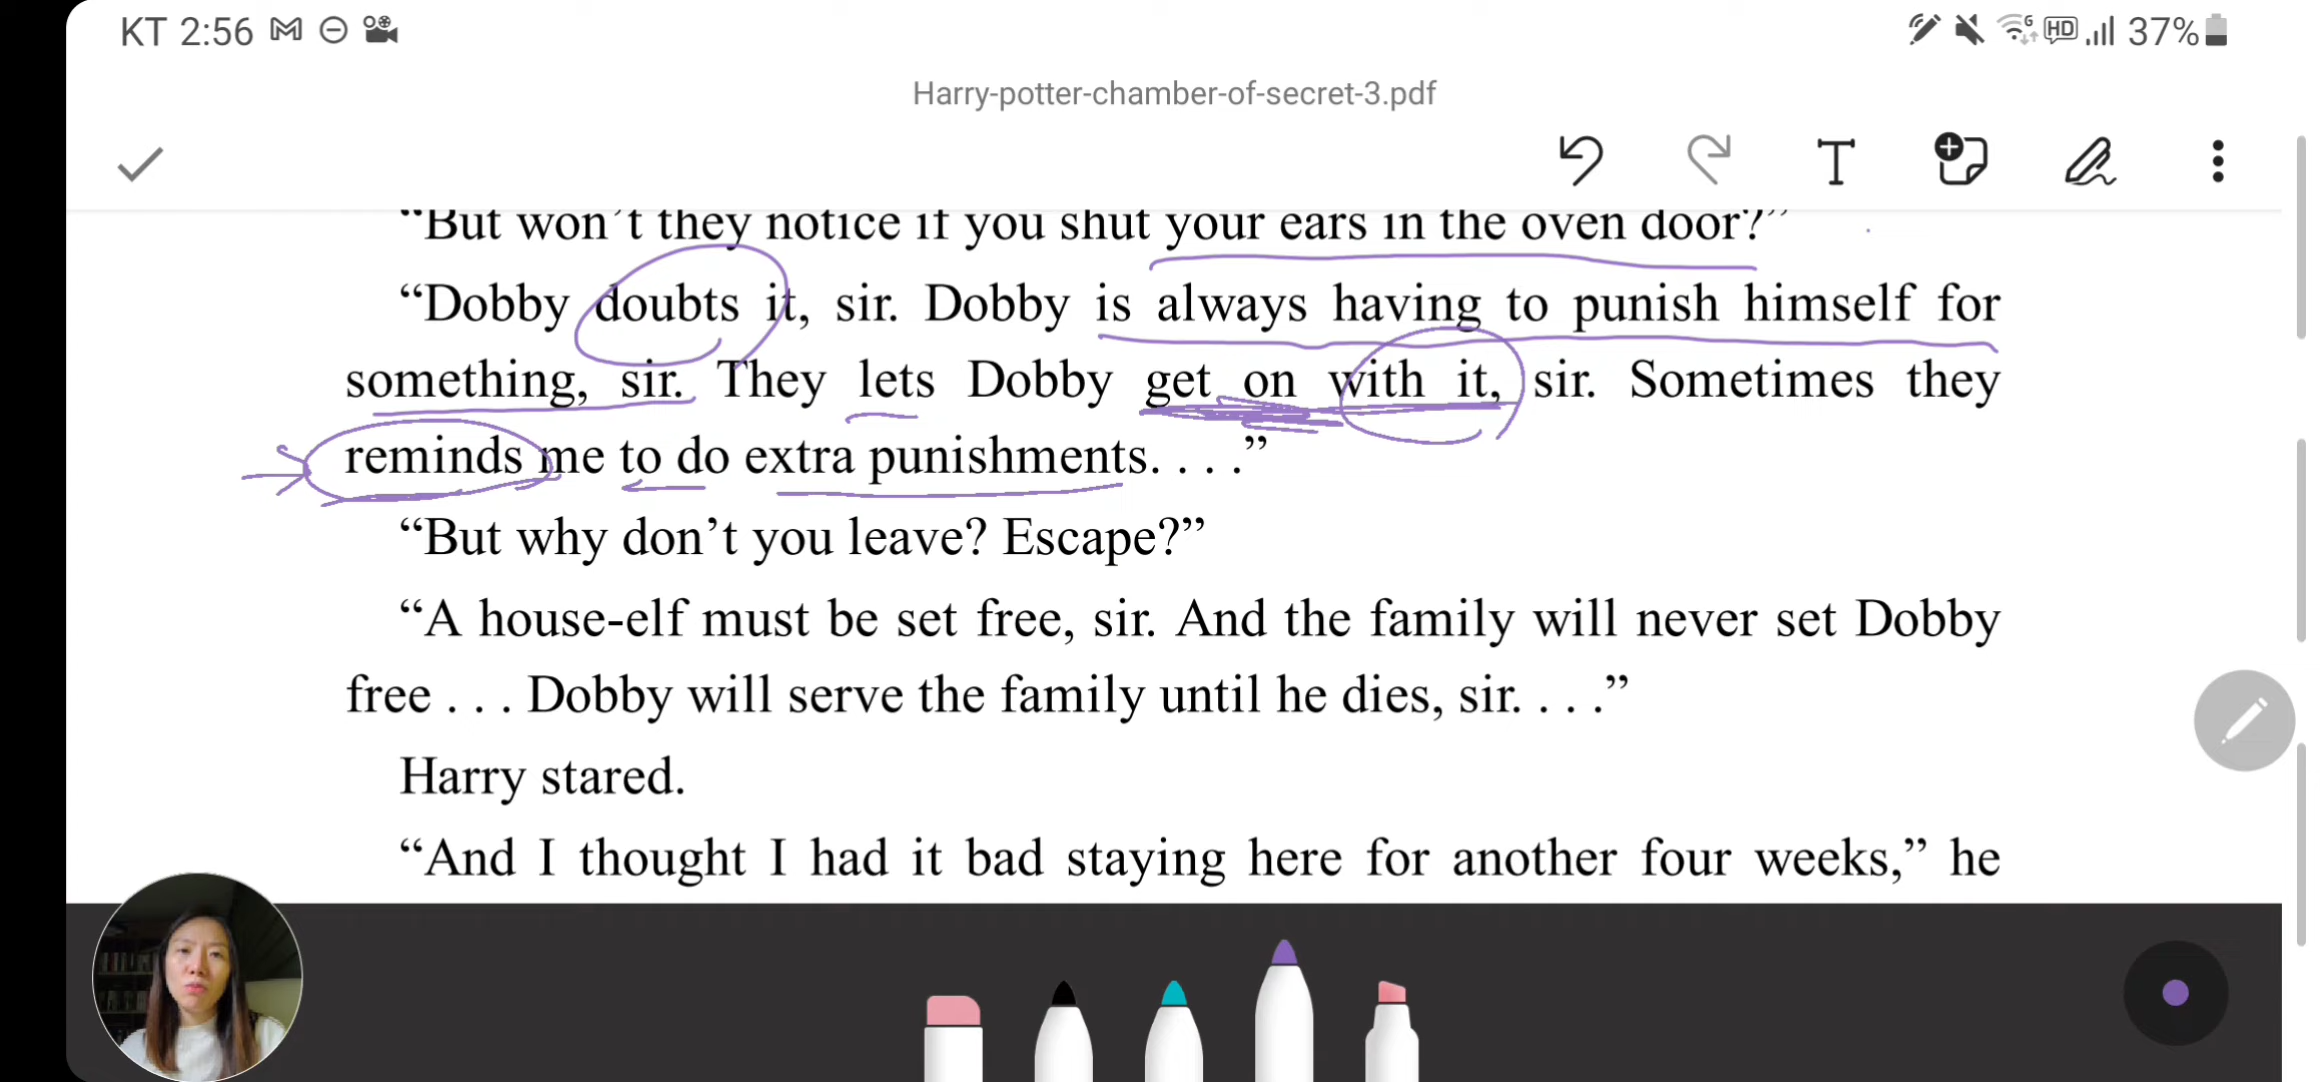 KT 2:56
6 HD 37%
Harry-potter-chamber-of-secret-3.pdf
T
“But won’t they notice if you shut your ears in the oven door?”
“Dobby doubts it, sir. Dobby is always having to punish himself for
something, sir. They lets Dobby get on with it, sir. Sometimes they
reminds me to do extra punishments. . . .”
“But why don’t you leave? Escape?”
“A house-elf must be set free, sir. And the family will never set Dobby
free . . . Dobby will serve the family until he dies, sir. . . .”
Harry stared.
“And I thought I had it bad staying here for another four weeks,” he